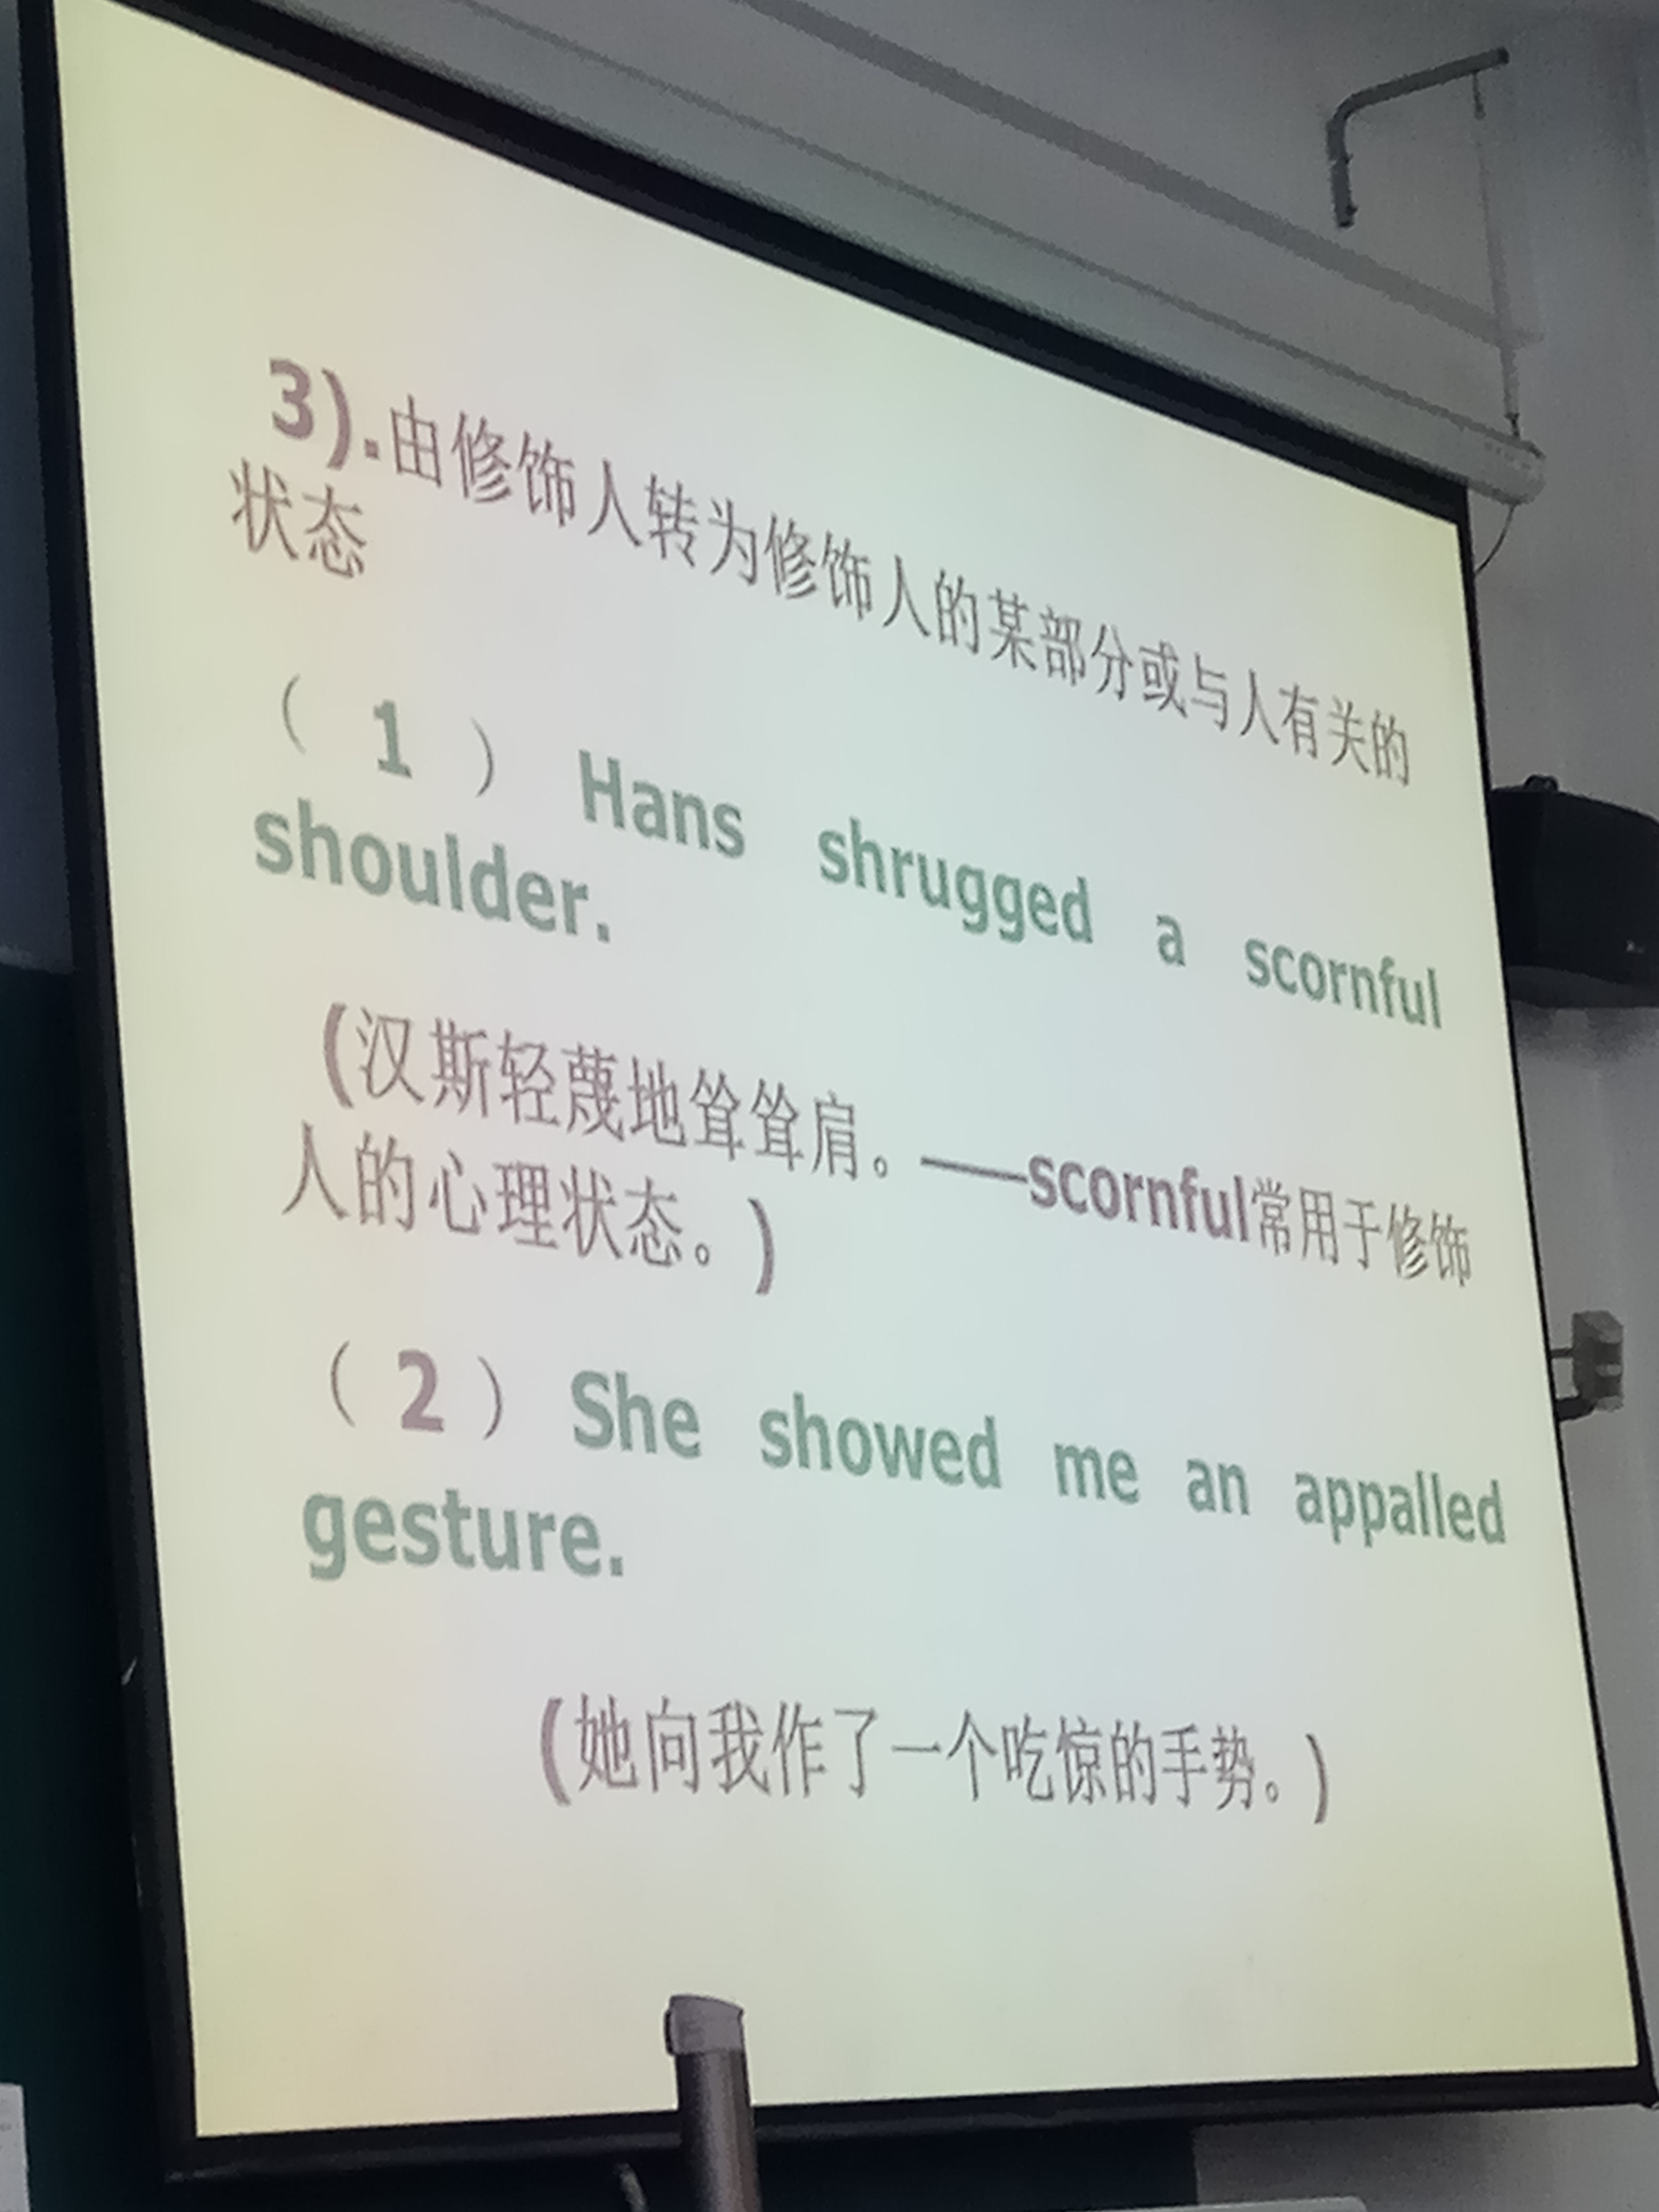 3).由修饰人转为修饰人的某部分或与人有关的
状态
（1）Hans shrugged a scornful
shoulder.
(汉斯轻蔑地耸耸肩。——scornful常用于修饰
人的心理状态。)
（2）She showed me an appalled
gesture.
(她向我作了一个吃惊的手势。)